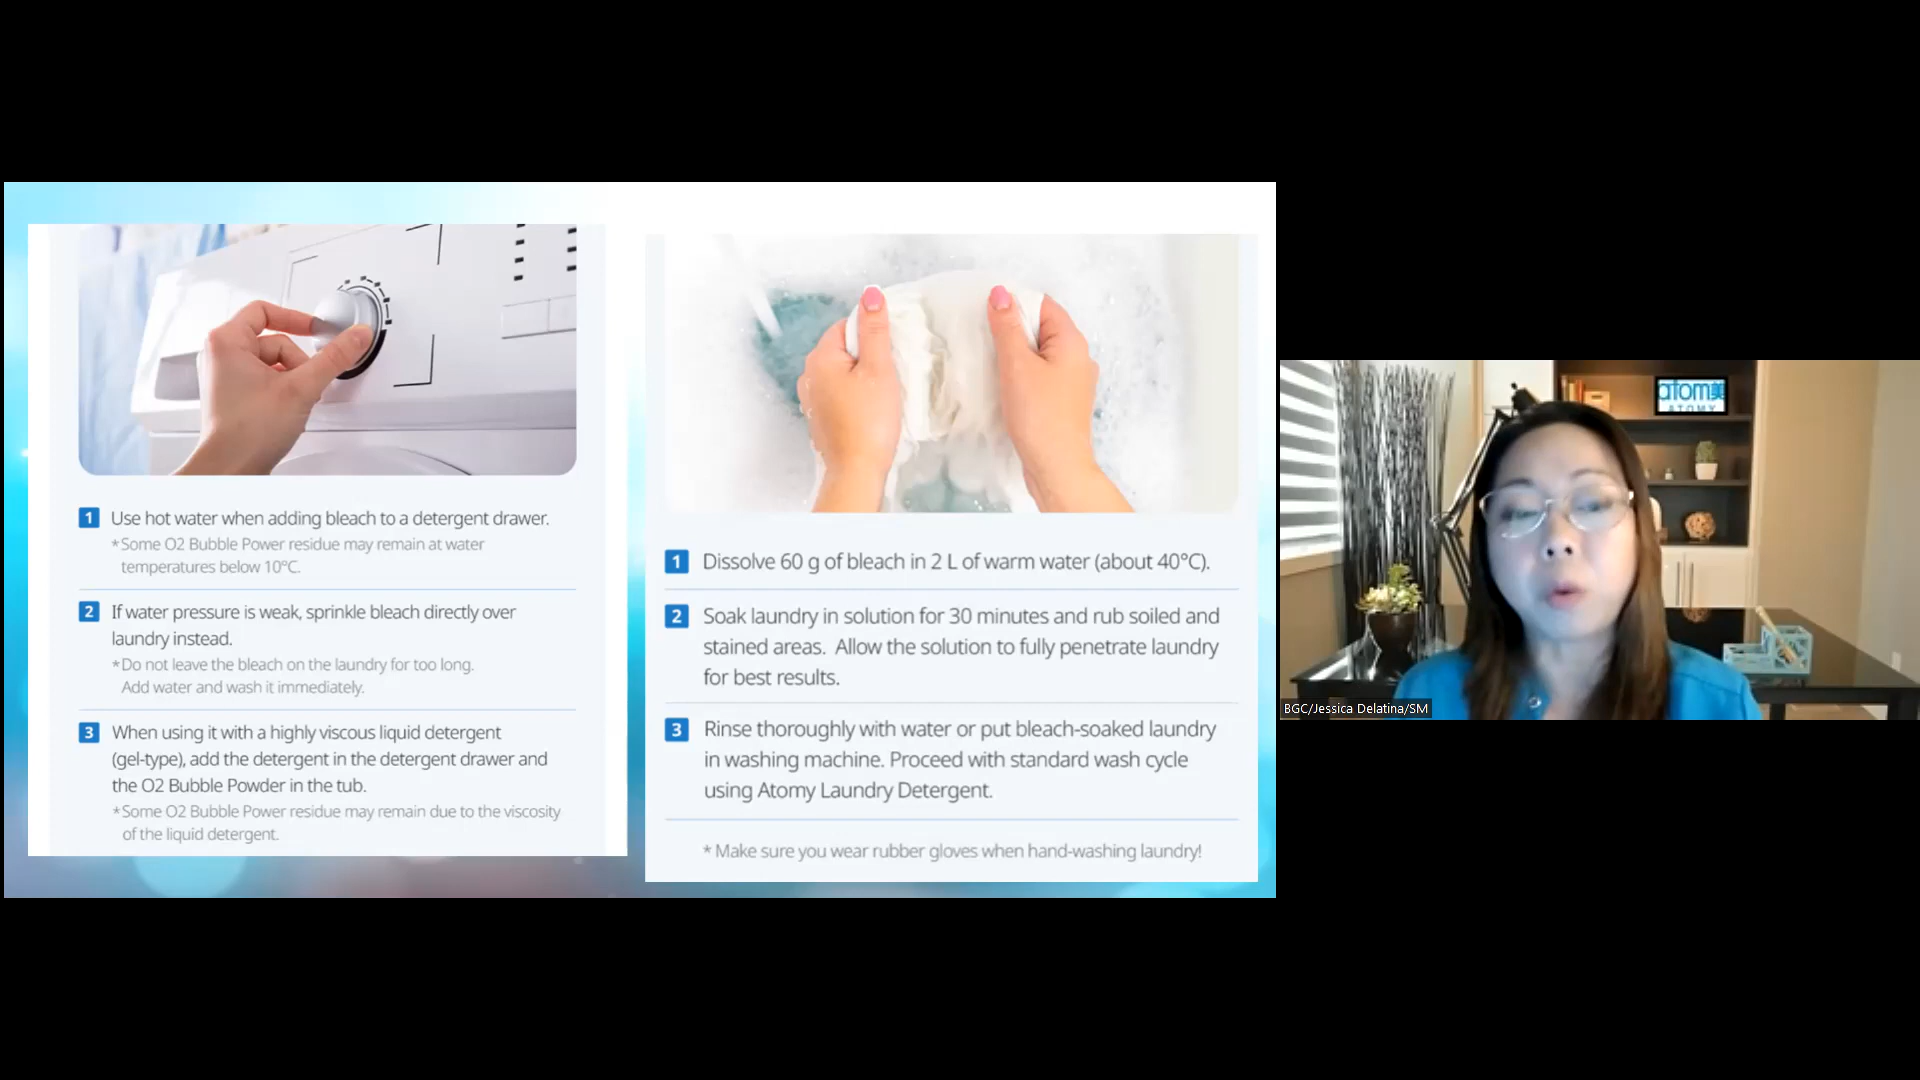 1 Use hot water when adding bleach to a detergent drawer.
*Some O2 Bubble Power residue may remain at water
temperatures below 10°C.
2 If water pressure is weak, sprinkle bleach directly over
laundry instead.
*Do not leave the bleach on the laundry for too long.
Add water and wash it immediately.
3 When using it with a highly viscous liquid detergent
(gel-type), add the detergent in the detergent drawer and
the O2 Bubble Powder in the tub.
*Some O2 Bubble Power residue may remain due to the viscosity
of the liquid detergent.
1 Dissolve 60 g of bleach in 2 L of warm water (about 40°C).
2 Soak laundry in solution for 30 minutes and rub soiled and
stained areas. Allow the solution to fully penetrate laundry
for best results.
3 Rinse thoroughly with water or put bleach-soaked laundry
in washing machine. Proceed with standard wash cycle
using Atomy Laundry Detergent.
* Make sure you wear rubber gloves when hand-washing laundry!
atom美
ATOMY
BGC/Jessica Delatina/SM